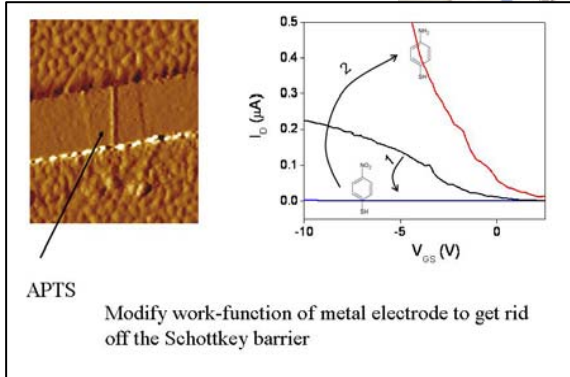 0.5
0.4
0.3
0.2
0.1
0.0
I_D (μA)
NH₂
SH
2
1
NO₂
SH
-10
-5
0
V_GS (V)
APTS
Modify work-function of metal electrode to get rid
off the Schottkey barrier